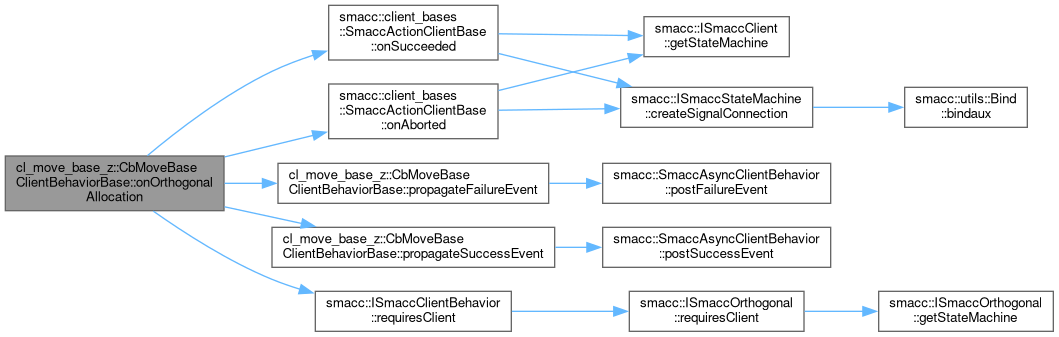 smacc::client_bases
::SmaccActionClientBase
::onSucceeded
smacc::ISmaccClient
::getStateMachine
smacc::client_bases
::SmaccActionClientBase
::onAborted
smacc::ISmaccStateMachine
::createSignalConnection
smacc::utils::Bind
::bindaux
cl_move_base_z::CbMoveBase
ClientBehaviorBase::onOrthogonal
Allocation
cl_move_base_z::CbMoveBase
ClientBehaviorBase::propagateFailureEvent
smacc::SmaccAsyncClientBehavior
::postFailureEvent
cl_move_base_z::CbMoveBase
ClientBehaviorBase::propagateSuccessEvent
smacc::SmaccAsyncClientBehavior
::postSuccessEvent
smacc::ISmaccClientBehavior
::requiresClient
smacc::ISmaccOrthogonal
::requiresClient
smacc::ISmaccOrthogonal
::getStateMachine